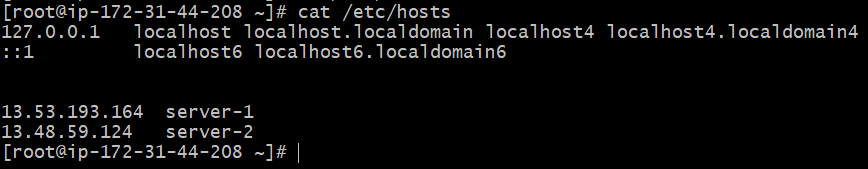 [root@ip-172-31-44-208 ~]# cat /etc/hosts
127.0.0.1   localhost localhost.localdomain localhost4 localhost4.localdomain4
::1         localhost6 localhost6.localdomain6
13.53.193.164  server-1
13.48.59.124   server-2
[root@ip-172-31-44-208 ~]#